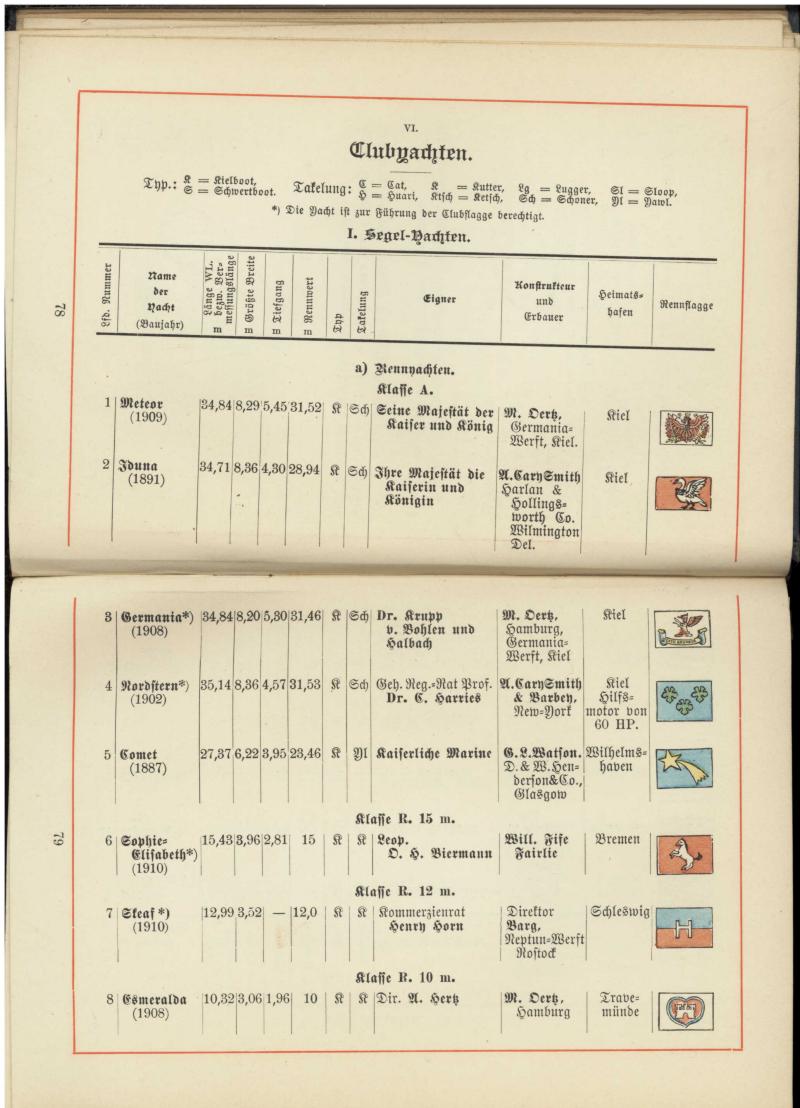 VI.
Clubyachten.
Typ.: K = Kielboot, S = Schwertboot. Takelung: C = Cat, H = Huari, K = Kutter, Ktsch = Ketsch, Lg = Lugger, Sch = Schoner, Sl = Sloop, Yl = Yawl.
*) Die Yacht ist zur Führung der Clubflagge berechtigt.
I. Segel-Yachten.
78
Lfd. Nummer
Name der Yacht (Baujahr)
Länge WL. bezw. Vermessungslänge m
Größte Breite m
Tiefgang m
Rennwert m
Typ
Takelung
Eigner
Konstrukteur und Erbauer
Heimatshafen
Rennflagge
a) Rennyachten.
Klasse A.
1 Meteor 34,84 8,29 5,45 31,52 K Sch Seine Majestät der M. Oertz, Kiel
(1909) Kaiser und König Germania-
Werft, Kiel.
2 Iduna 34,71 8,36 4,30 28,94 K Sch Ihre Majestät die A. Cary Smith Kiel
(1891) Kaiserin und Harlan &
Königin Hollings-
worth Co.
Wilmington
Del.
3 Germania*) 34,84 8,20 5,30 31,46 K Sch Dr. Krupp M. Oertz, Kiel
(1908) v. Bohlen und Hamburg,
Halbach Germania-
Werft, Kiel
4 Nordstern*) 35,14 8,36 4,57 31,53 K Sch Geh. Reg.-Rat Prof. A. Cary Smith Kiel
(1902) Dr. C. Harries & Barbey, Hilfs-
New-York motor von
60 HP.
5 Comet 27,37 6,22 3,95 23,46 K Yl Kaiserliche Marine G. L. Watson. Wilhelms-
(1887) D. & W. Hen- haven
derson & Co.,
Glasgow
79
Klasse R. 15 m.
6 Sophie- 15,43 3,96 2,81 15 K K Leop. Will. Fife Bremen
Elisabeth*) O. H. Biermann Fairlie
(1910)
Klasse R. 12 m.
7 Skeaf *) 12,99 3,52 — 12,0 K K Kommerzienrat Direktor Schleswig
(1910) Henry Horn Barg,
Neptun-Werft
Rostock
H
Klasse R. 10 m.
8 Esmeralda 10,32 3,06 1,96 10 K K Dir. A. Hertz M. Oertz, Trave-
(1908) Hamburg münde